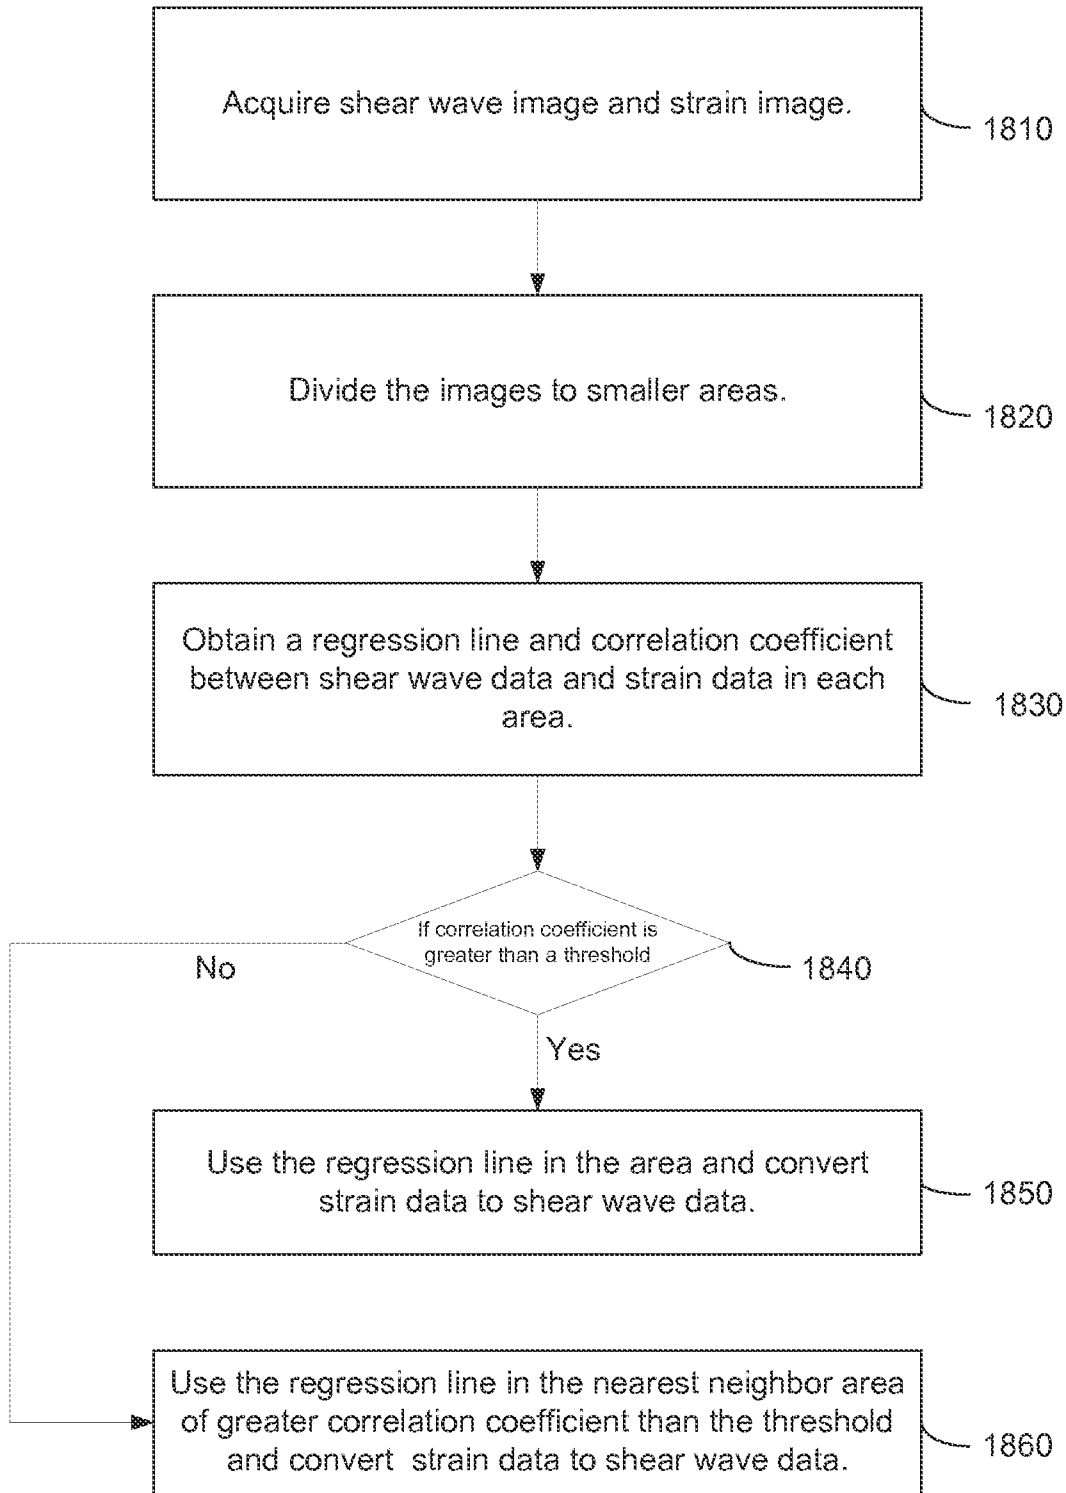 Acquire shear wave image and strain image.
1810
Divide the images to smaller areas.
1820
Obtain a regression line and correlation coefficient
between shear wave data and strain data in each
area.
1830
If correlation coefficient is
greater than a threshold
1840
No
Yes
Use the regression line in the area and convert
strain data to shear wave data.
1850
Use the regression line in the nearest neighbor area
of greater correlation coefficient than the threshold
and convert strain data to shear wave data.
1860